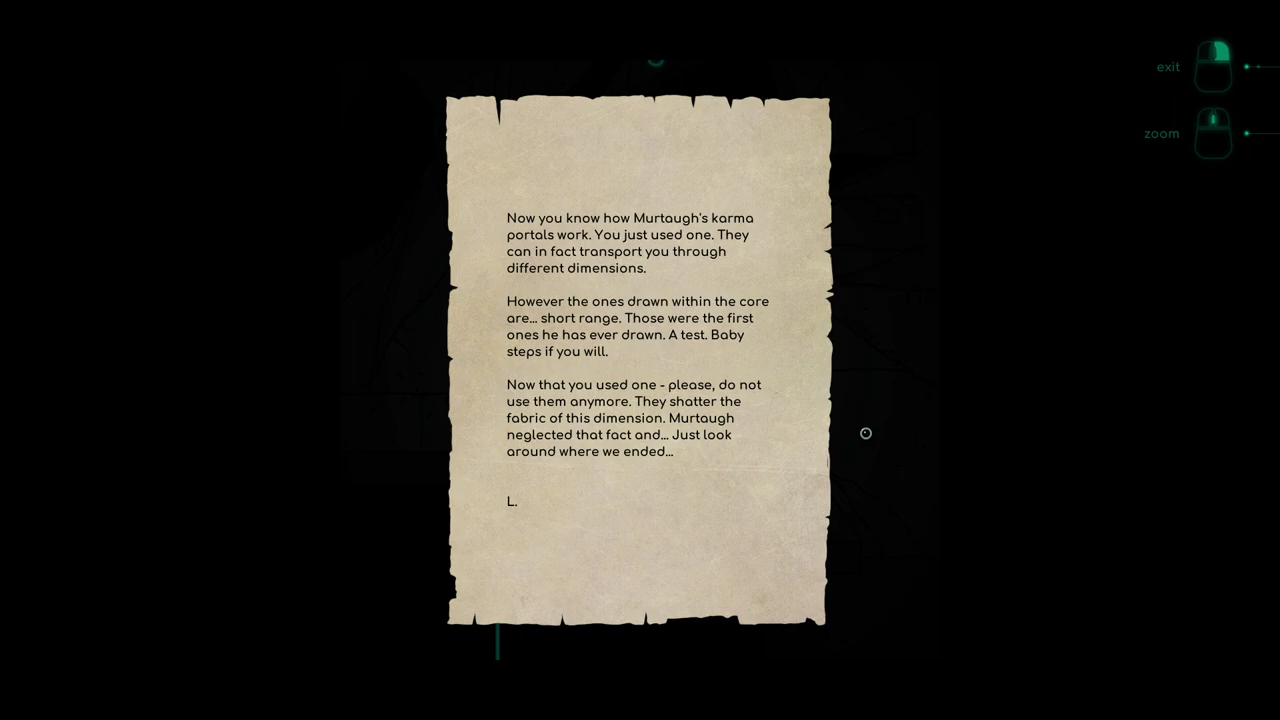 exit
zoom
Now you know how Murtaugh's karma
portals work. You just used one. They
can in fact transport you through
different dimensions.
However the ones drawn within the core
are... short range. Those were the first
ones he has ever drawn. A test. Baby
steps if you will.
Now that you used one - please, do not
use them anymore. They shatter the
fabric of this dimension. Murtaugh
neglected that fact and... Just look
around where we ended...
L.